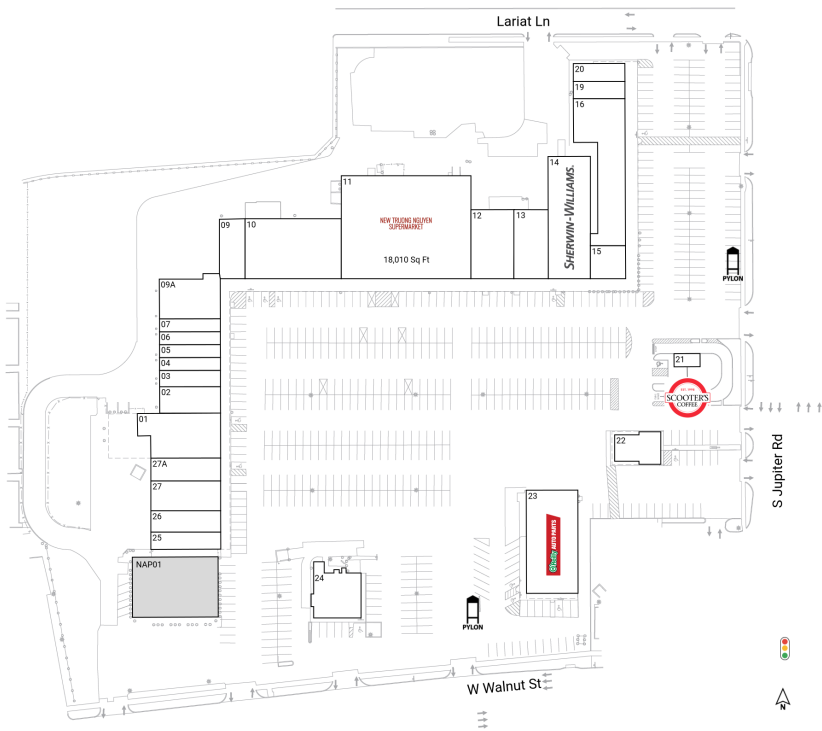 Lariat Ln
20
19
16
14
SHERWIN-WILLIAMS.
11
NEW TRUONG NGUYEN
SUPERMARKET
18,010 Sq Ft
09
10
12
13
15
PYLON
09A
07
06
05
04
03
02
01
21
SCOOTER'S
COFFEE
22
S Jupiter Rd
27A
27
26
25
23
O'Reilly AUTO PARTS
NAP01
24
PYLON
W Walnut St
N